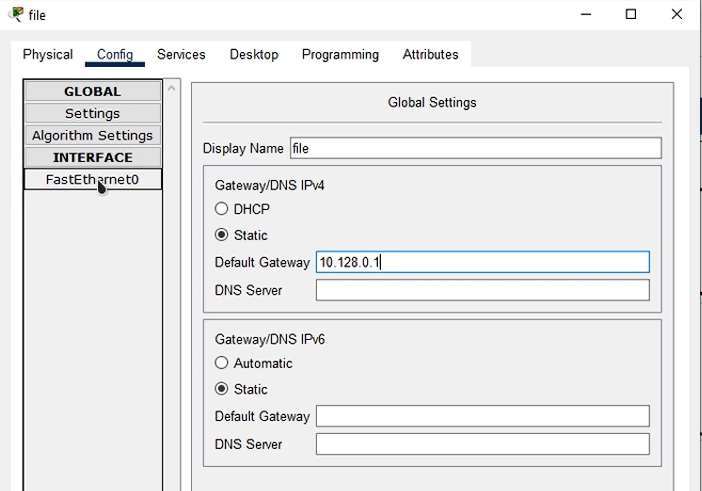 file
Physical Config Services Desktop Programming Attributes
GLOBAL
Settings
Algorithm Settings
INTERFACE
FastEthernet0
Global Settings
Display Name file
Gateway/DNS IPv4
DHCP
Static
Default Gateway 10.128.0.1
DNS Server
Gateway/DNS IPv6
Automatic
Static
Default Gateway
DNS Server